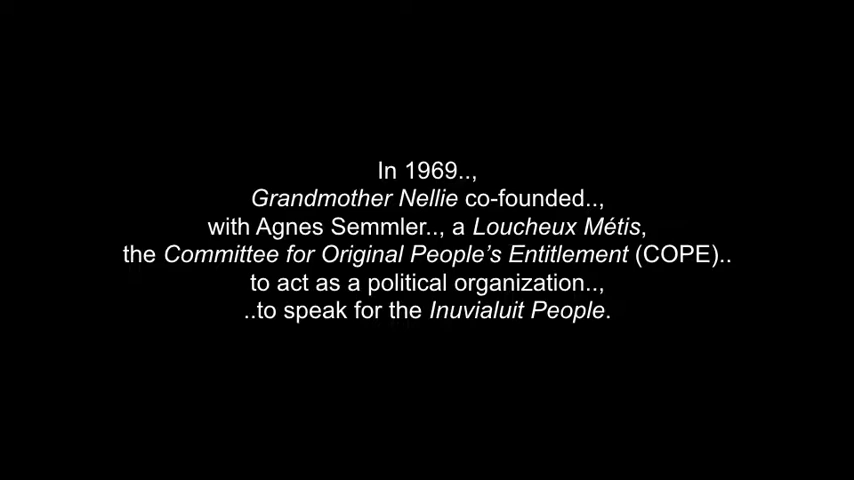 In 1969..,
Grandmother Nellie co-founded..,
with Agnes Semmler.., a Loucheux Métis,
the Committee for Original People’s Entitlement (COPE)..
to act as a political organization..,
..to speak for the Inuvialuit People.